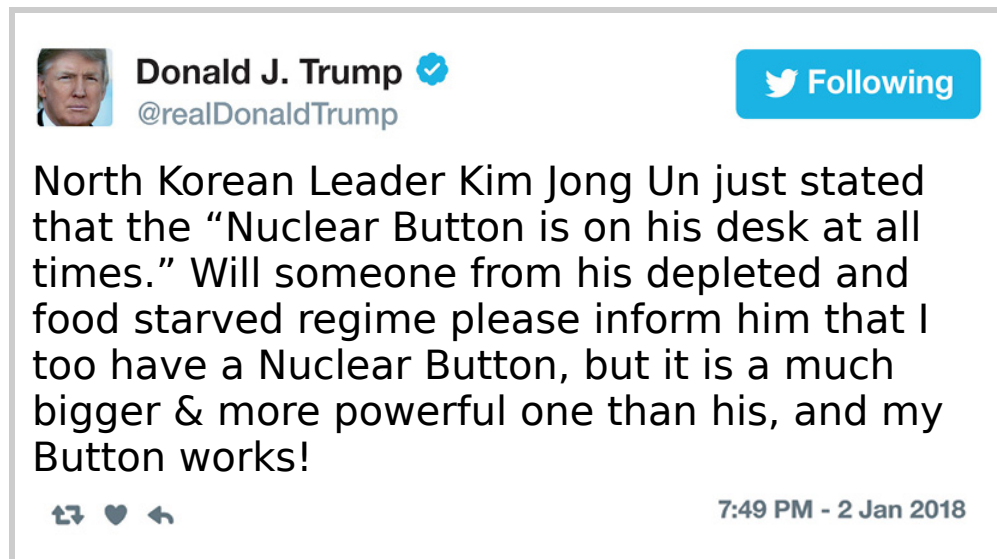 Donald J. Trump
Following
@realDonaldTrump
North Korean Leader Kim Jong Un just stated
that the “Nuclear Button is on his desk at all
times.” Will someone from his depleted and
food starved regime please inform him that I
too have a Nuclear Button, but it is a much
bigger & more powerful one than his, and my
Button works!
7:49 PM - 2 Jan 2018